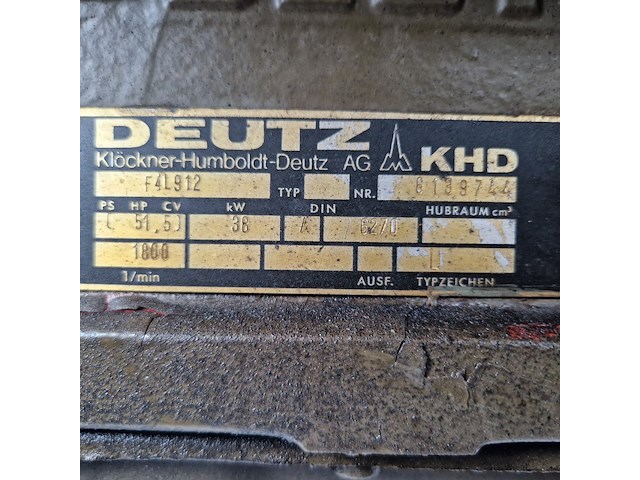 DEUTZ KHD
Klöckner-Humboldt-Deutz AG
F4L912 TYP NR. 8139744
PS HP CV kW DIN HUBRAUM cm³
[ 51,5] 38 A
1800
1/min AUSF. TYPZEICHEN